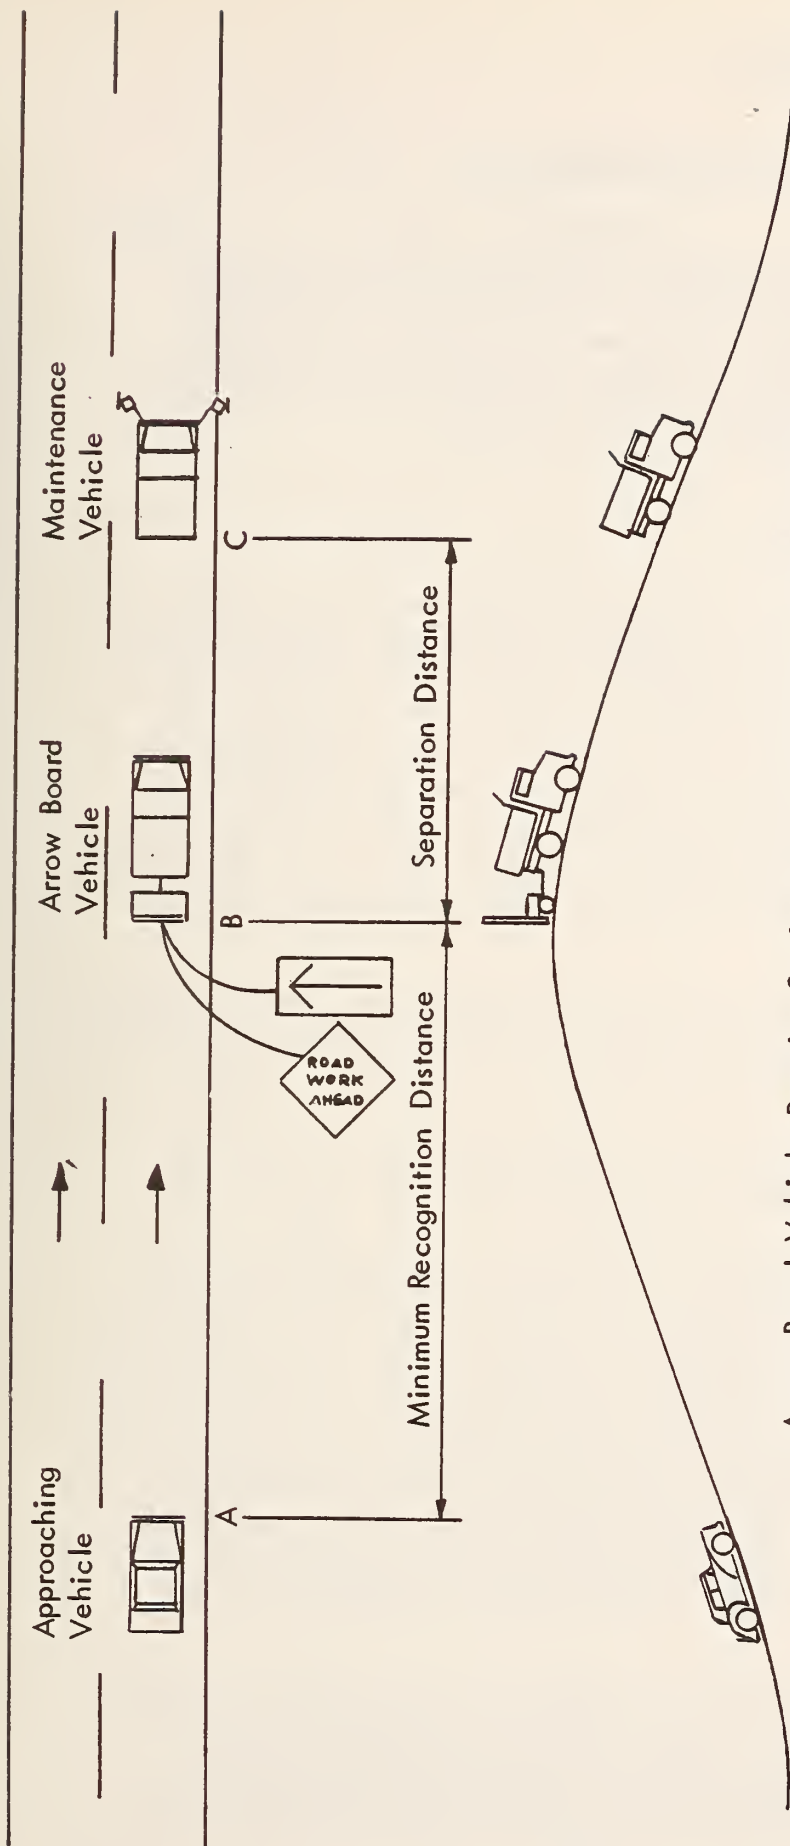 Approaching
Vehicle
Arrow Board
Vehicle
Maintenance
Vehicle
A
B
C
ROAD
WORK
AHEAD
Minimum Recognition Distance
Separation Distance